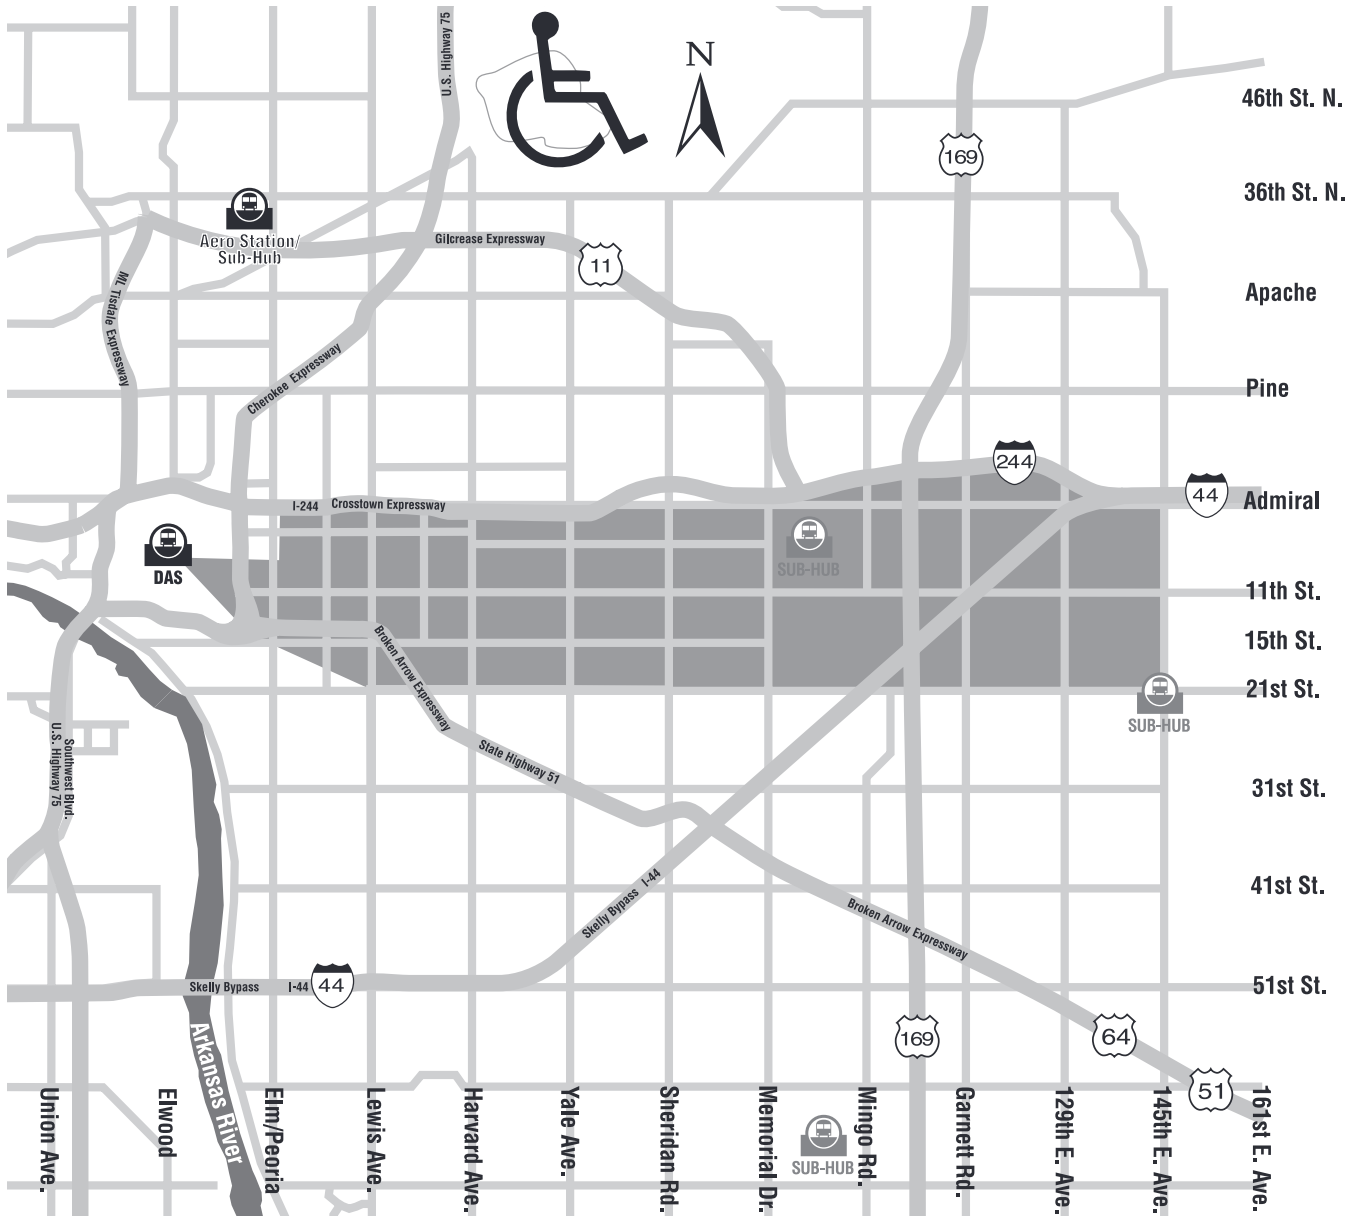 U.S. Highway 75
N
46th St. N.
169
36th St. N.
Aero Station/
Sub-Hub
Gilcrease Expressway
11
ML Tisdale Expressway
Apache
Cherokee Expressway
Pine
244
44
I-244 Crosstown Expressway
Admiral
DAS
SUB-HUB
11th St.
15th St.
Broken Arrow Expressway
21st St.
SUB-HUB
U.S. Highway 75
Southwest Blvd.
State Highway 51
31st St.
Skelly Bypass I-44
41st St.
Broken Arrow Expressway
Skelly Bypass I-44
44
51st St.
Arkansas River
169
64
51
Union Ave.
Elwood
Elm/Peoria
Lewis Ave.
Harvard Ave.
Yale Ave.
Sheridan Rd.
Memorial Dr.
SUB-HUB
Mingo Rd.
Garnett Rd.
129th E. Ave.
145th E. Ave.
161st E. Ave.